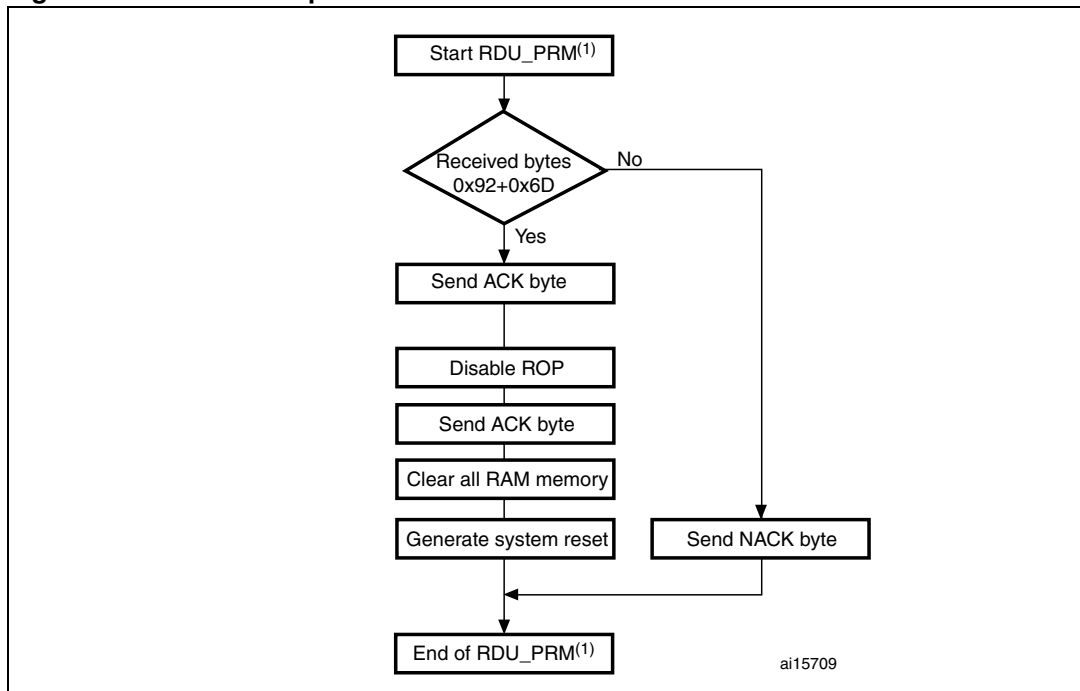 Start RDU_PRM(1)
Received bytes
0x92+0x6D
No
Yes
Send ACK byte
Disable ROP
Send ACK byte
Clear all RAM memory
Generate system reset
Send NACK byte
End of RDU_PRM(1)
ai15709